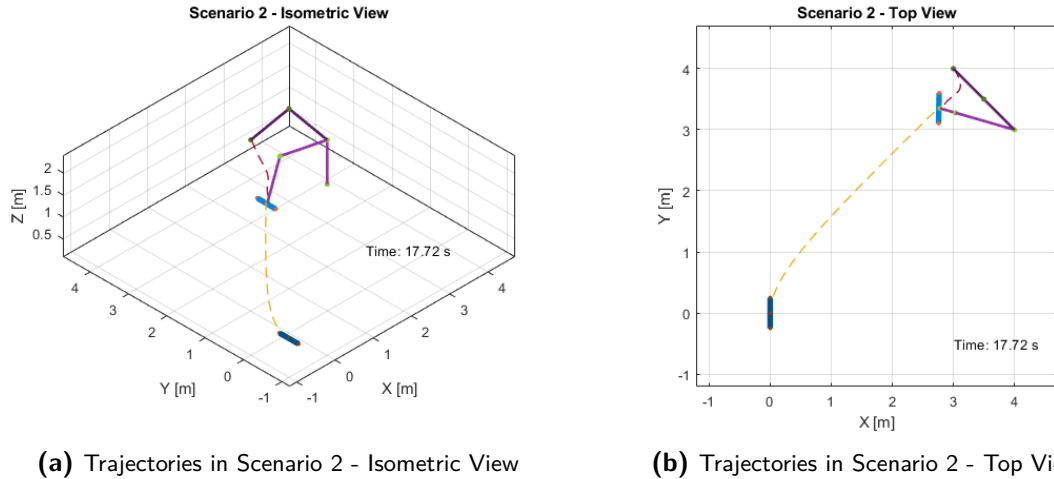 Scenario 2 - Isometric View
2
1.5
1
0.5
Z [m]
Time: 17.72 s
4
3
2
1
0
-1
Y [m]
-1
0
1
2
3
4
X [m]
(a) Trajectories in Scenario 2 - Isometric View
Scenario 2 - Top View
4
3
2
1
0
-1
Y [m]
Time: 17.72 s
-1
0
1
2
3
4
X [m]
(b) Trajectories in Scenario 2 - Top Vie